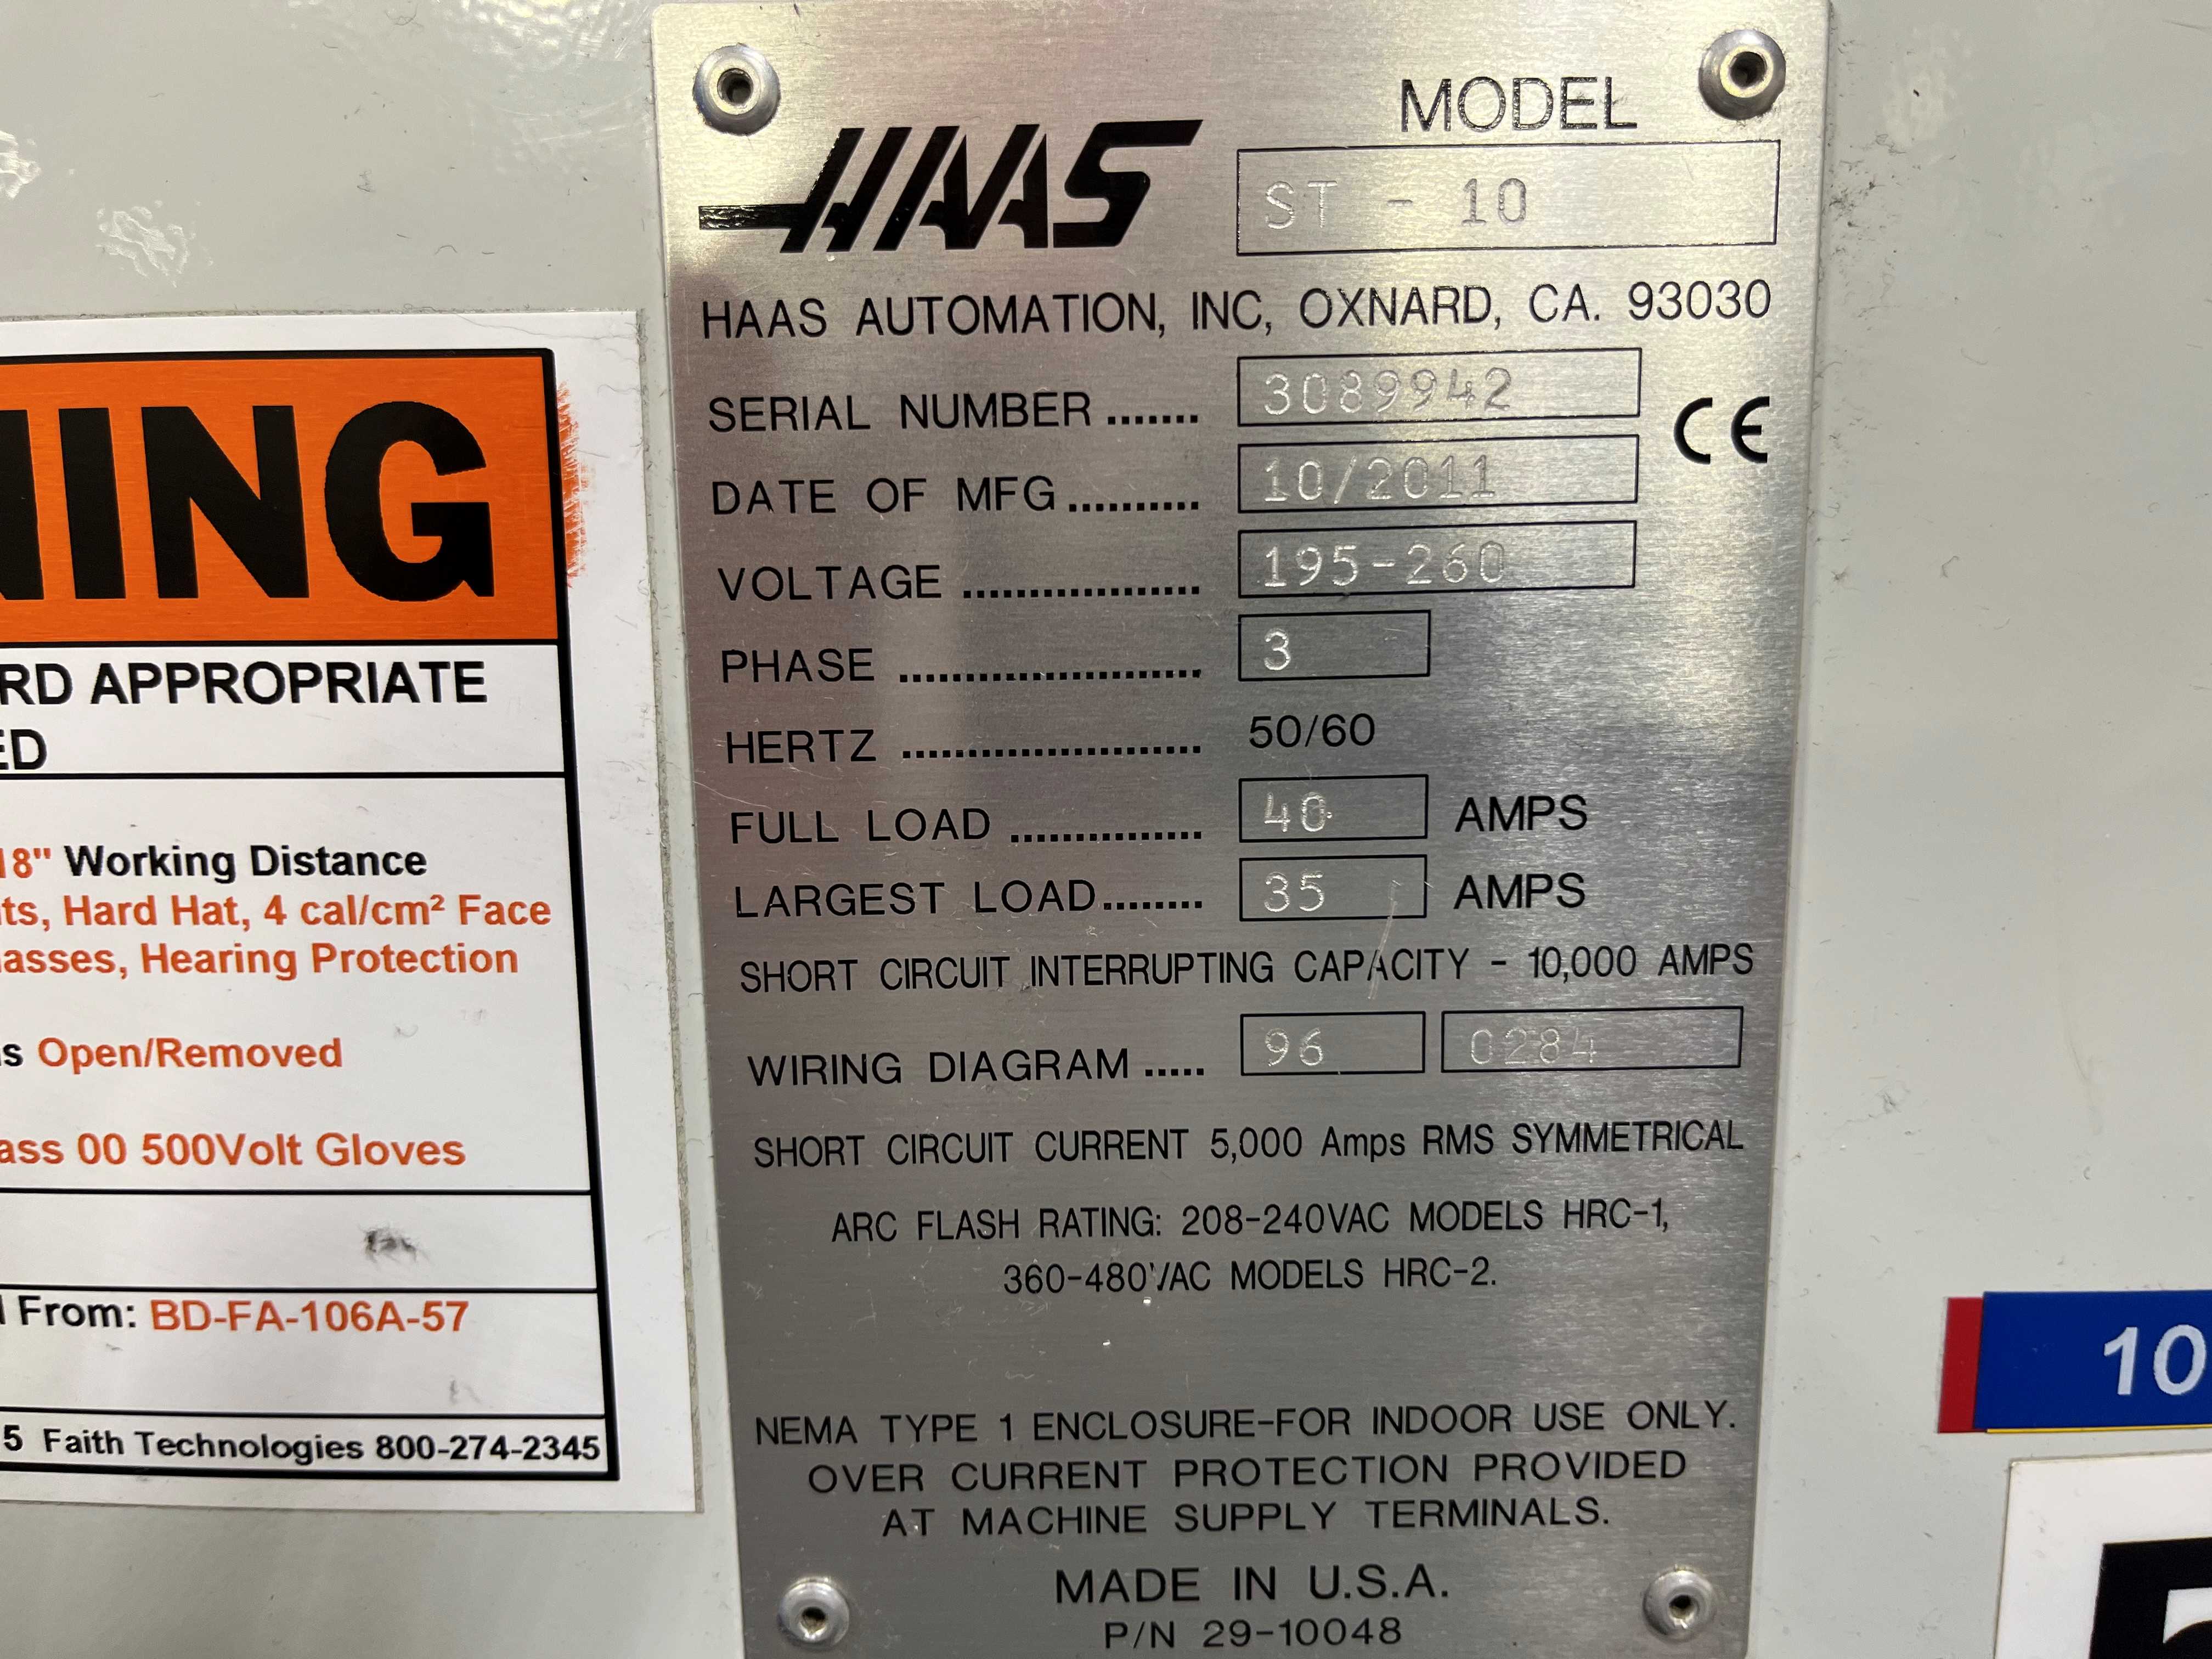 NING
RD APPROPRIATE
ED
18" Working Distance
ts, Hard Hat, 4 cal/cm² Face
asses, Hearing Protection
s Open/Removed
ass 00 500Volt Gloves
From: BD-FA-106A-57
5 Faith Technologies 800-274-2345
HAAS
MODEL
ST - 10
HAAS AUTOMATION, INC, OXNARD, CA. 93030
SERIAL NUMBER ....... 3089942
CE
DATE OF MFG .......... 10/2011
VOLTAGE .................. 195-260
PHASE ....................... 3
HERTZ ....................... 50/60
FULL LOAD ............... 40 AMPS
LARGEST LOAD ........ 35 AMPS
SHORT CIRCUIT INTERRUPTING CAPACITY - 10,000 AMPS
WIRING DIAGRAM ..... 96 0284
SHORT CIRCUIT CURRENT 5,000 Amps RMS SYMMETRICAL
ARC FLASH RATING: 208-240VAC MODELS HRC-1,
360-480VAC MODELS HRC-2.
NEMA TYPE 1 ENCLOSURE-FOR INDOOR USE ONLY.
OVER CURRENT PROTECTION PROVIDED
AT MACHINE SUPPLY TERMINALS.
MADE IN U.S.A.
P/N 29-10048
10